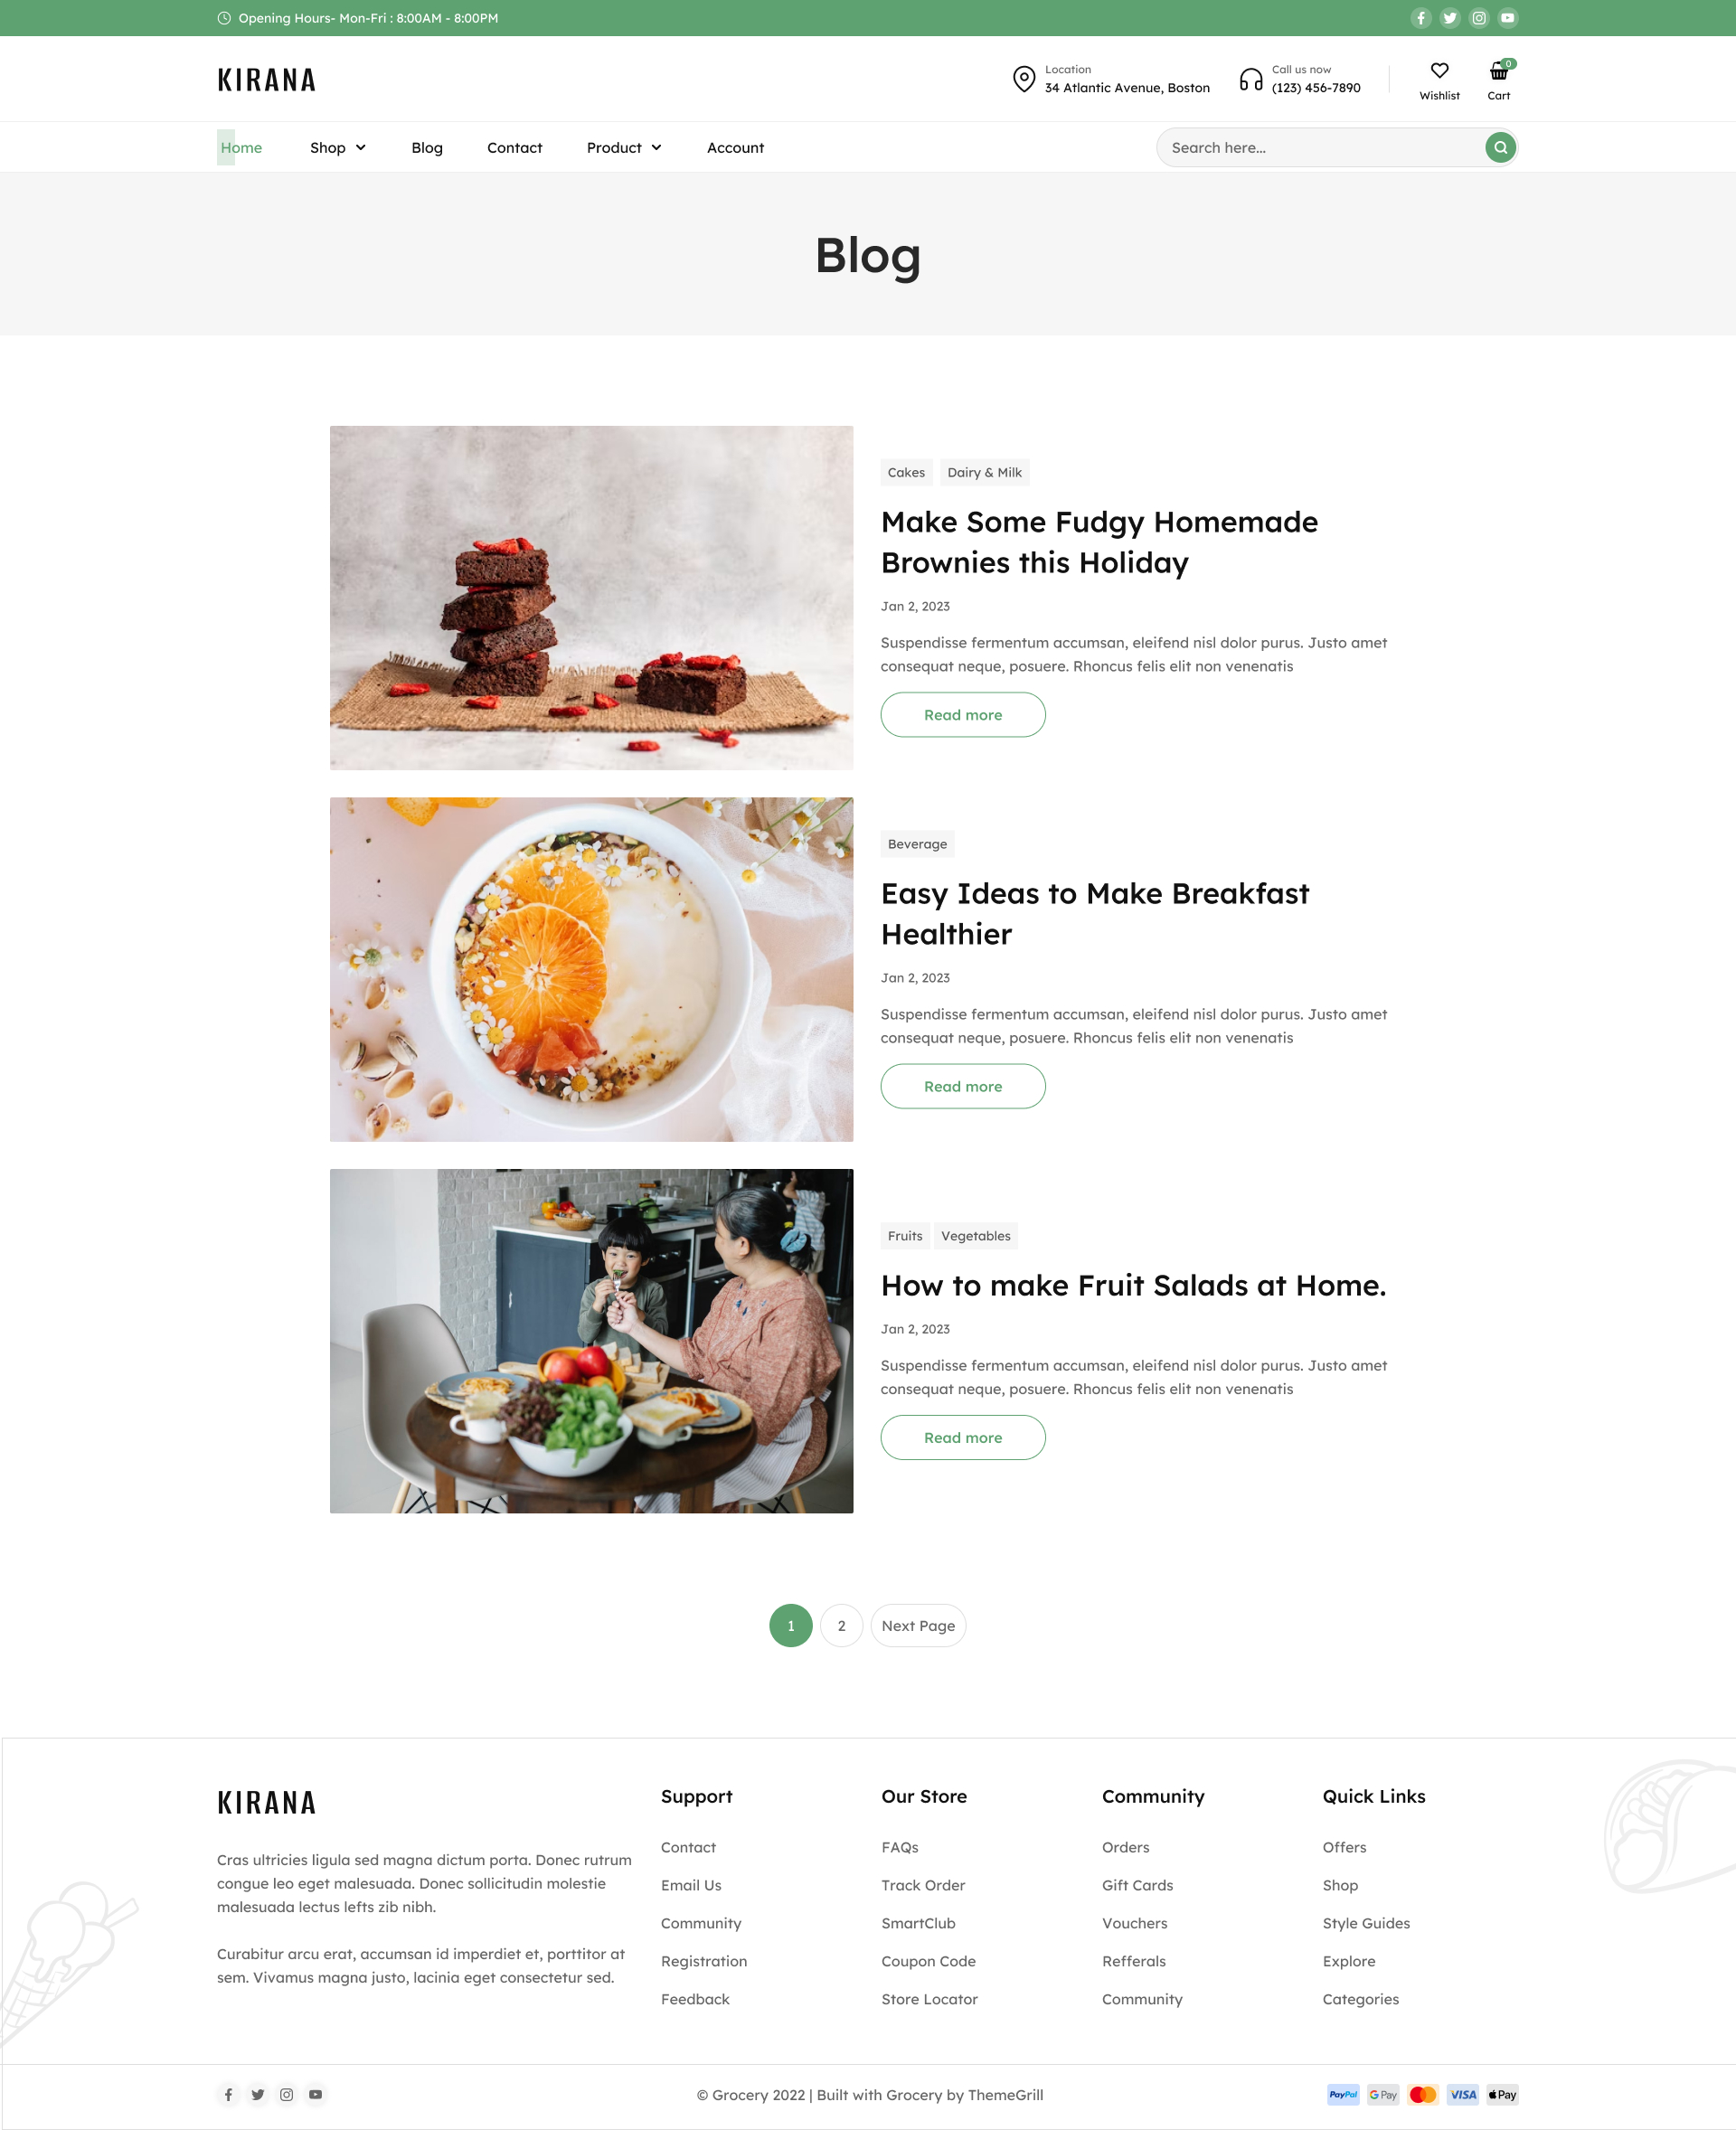 Opening Hours- Mon-Fri : 8:00AM - 8:00PM
KIRANA
Location
34 Atlantic Avenue, Boston
Call us now
(123) 456-7890
Wishlist
0
Cart
Home
Shop
Blog
Contact
Product
Account
Search here...
Blog
Cakes
Dairy & Milk
Make Some Fudgy Homemade
Brownies this Holiday
Jan 2, 2023
Suspendisse fermentum accumsan, eleifend nisl dolor purus. Justo amet
consequat neque, posuere. Rhoncus felis elit non venenatis
Read more
Beverage
Easy Ideas to Make Breakfast
Healthier
Jan 2, 2023
Suspendisse fermentum accumsan, eleifend nisl dolor purus. Justo amet
consequat neque, posuere. Rhoncus felis elit non venenatis
Read more
Fruits
Vegetables
How to make Fruit Salads at Home.
Jan 2, 2023
Suspendisse fermentum accumsan, eleifend nisl dolor purus. Justo amet
consequat neque, posuere. Rhoncus felis elit non venenatis
Read more
1
2
Next Page
KIRANA
Cras ultricies ligula sed magna dictum porta. Donec rutrum
congue leo eget malesuada. Donec sollicitudin molestie
malesuada lectus lefts zib nibh.
Curabitur arcu erat, accumsan id imperdiet et, porttitor at
sem. Vivamus magna justo, lacinia eget consectetur sed.
Support
Contact
Email Us
Community
Registration
Feedback
Our Store
FAQs
Track Order
SmartClub
Coupon Code
Store Locator
Community
Orders
Gift Cards
Vouchers
Refferals
Community
Quick Links
Offers
Shop
Style Guides
Explore
Categories
© Grocery 2022 | Built with Grocery by ThemeGrill
PayPal
G Pay
VISA
Pay